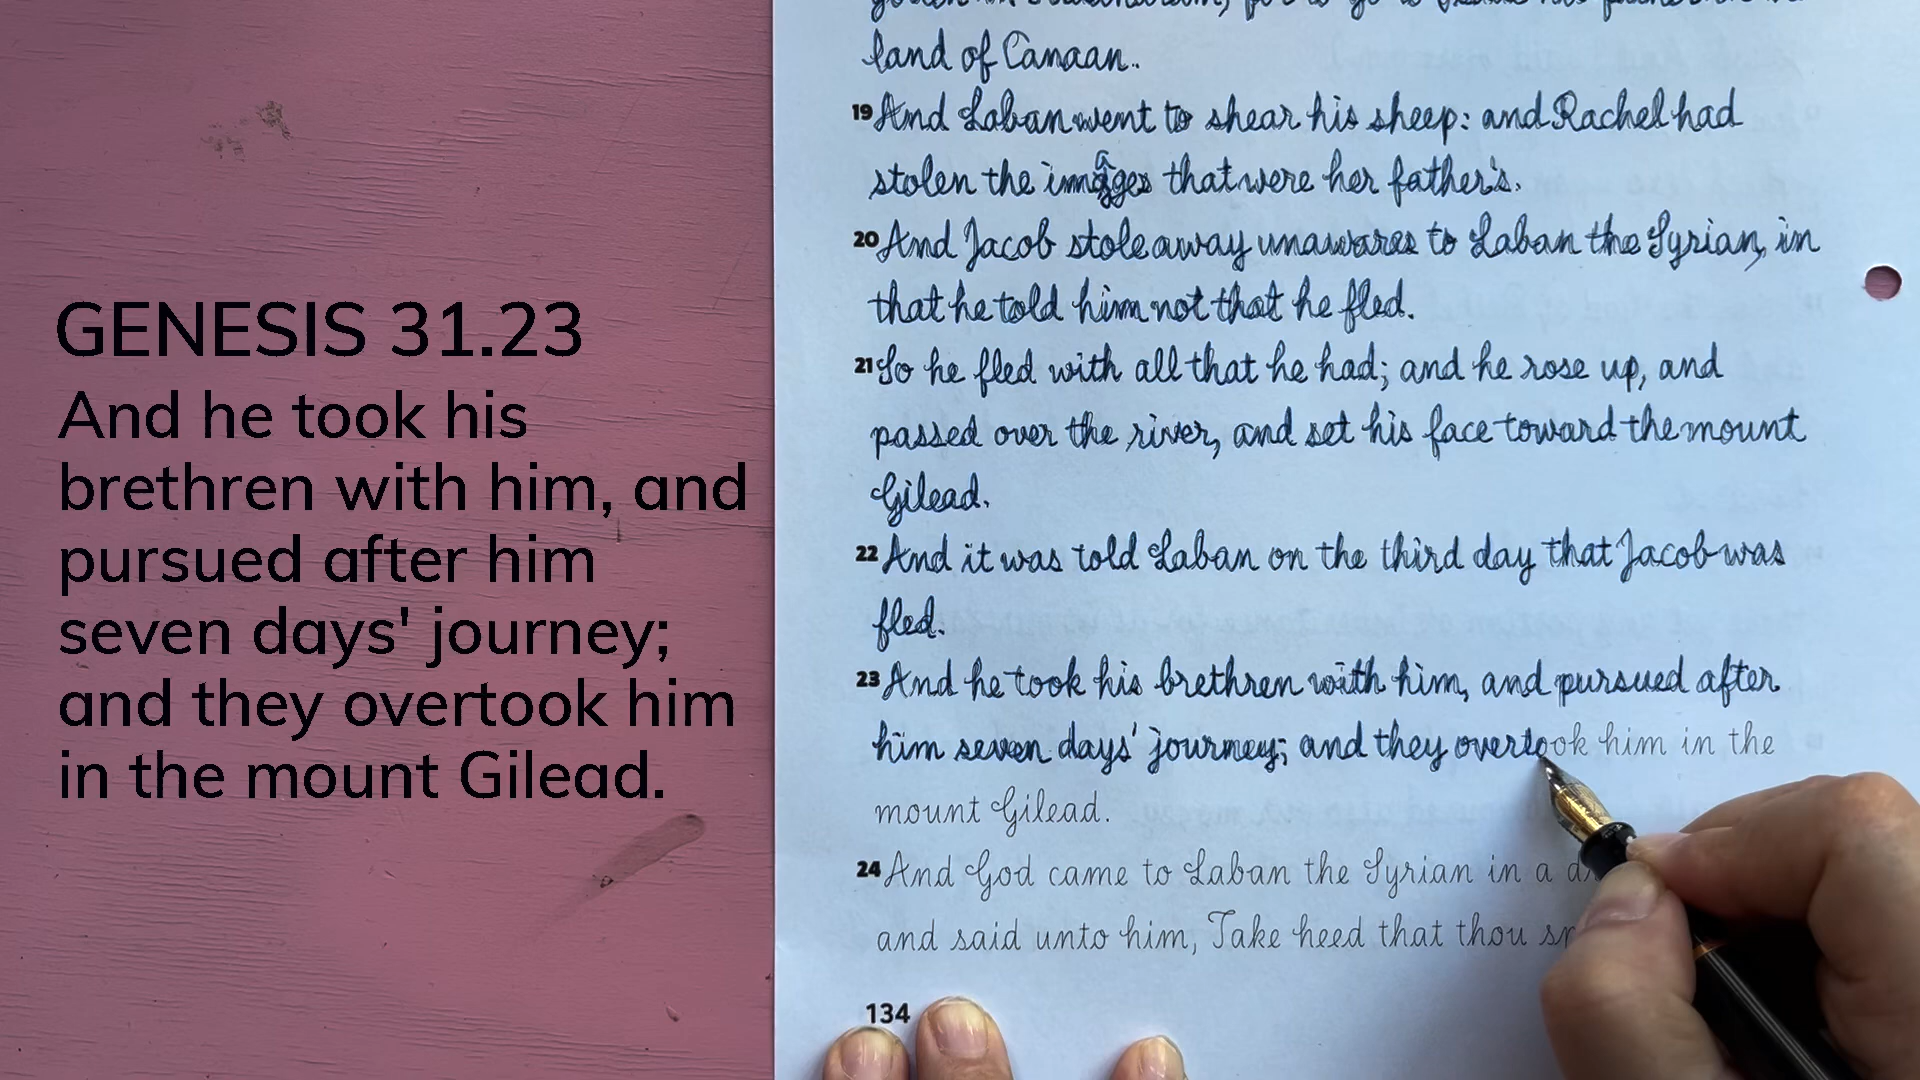 GENESIS 31.23
And he took his
brethren with him, and
pursued after him
seven days' journey;
and they overtook him
in the mount Gilead.
land of Canaan.
19 And Laban went to shear his sheep: and Rachel had
stolen the images that were her father's.
20 And Jacob stole away unawares to Laban the Syrian, in
that he told him not that he fled.
21 So he fled with all that he had; and he rose up, and
passed over the river, and set his face toward the mount
Gilead.
22 And it was told Laban on the third day that Jacob was
fled.
23 And he took his brethren with him, and pursued after
him seven days' journey; and they overtook him in the
mount Gilead.
24 And God came to Laban the Syrian in a
and said unto him, Take heed that thou
134